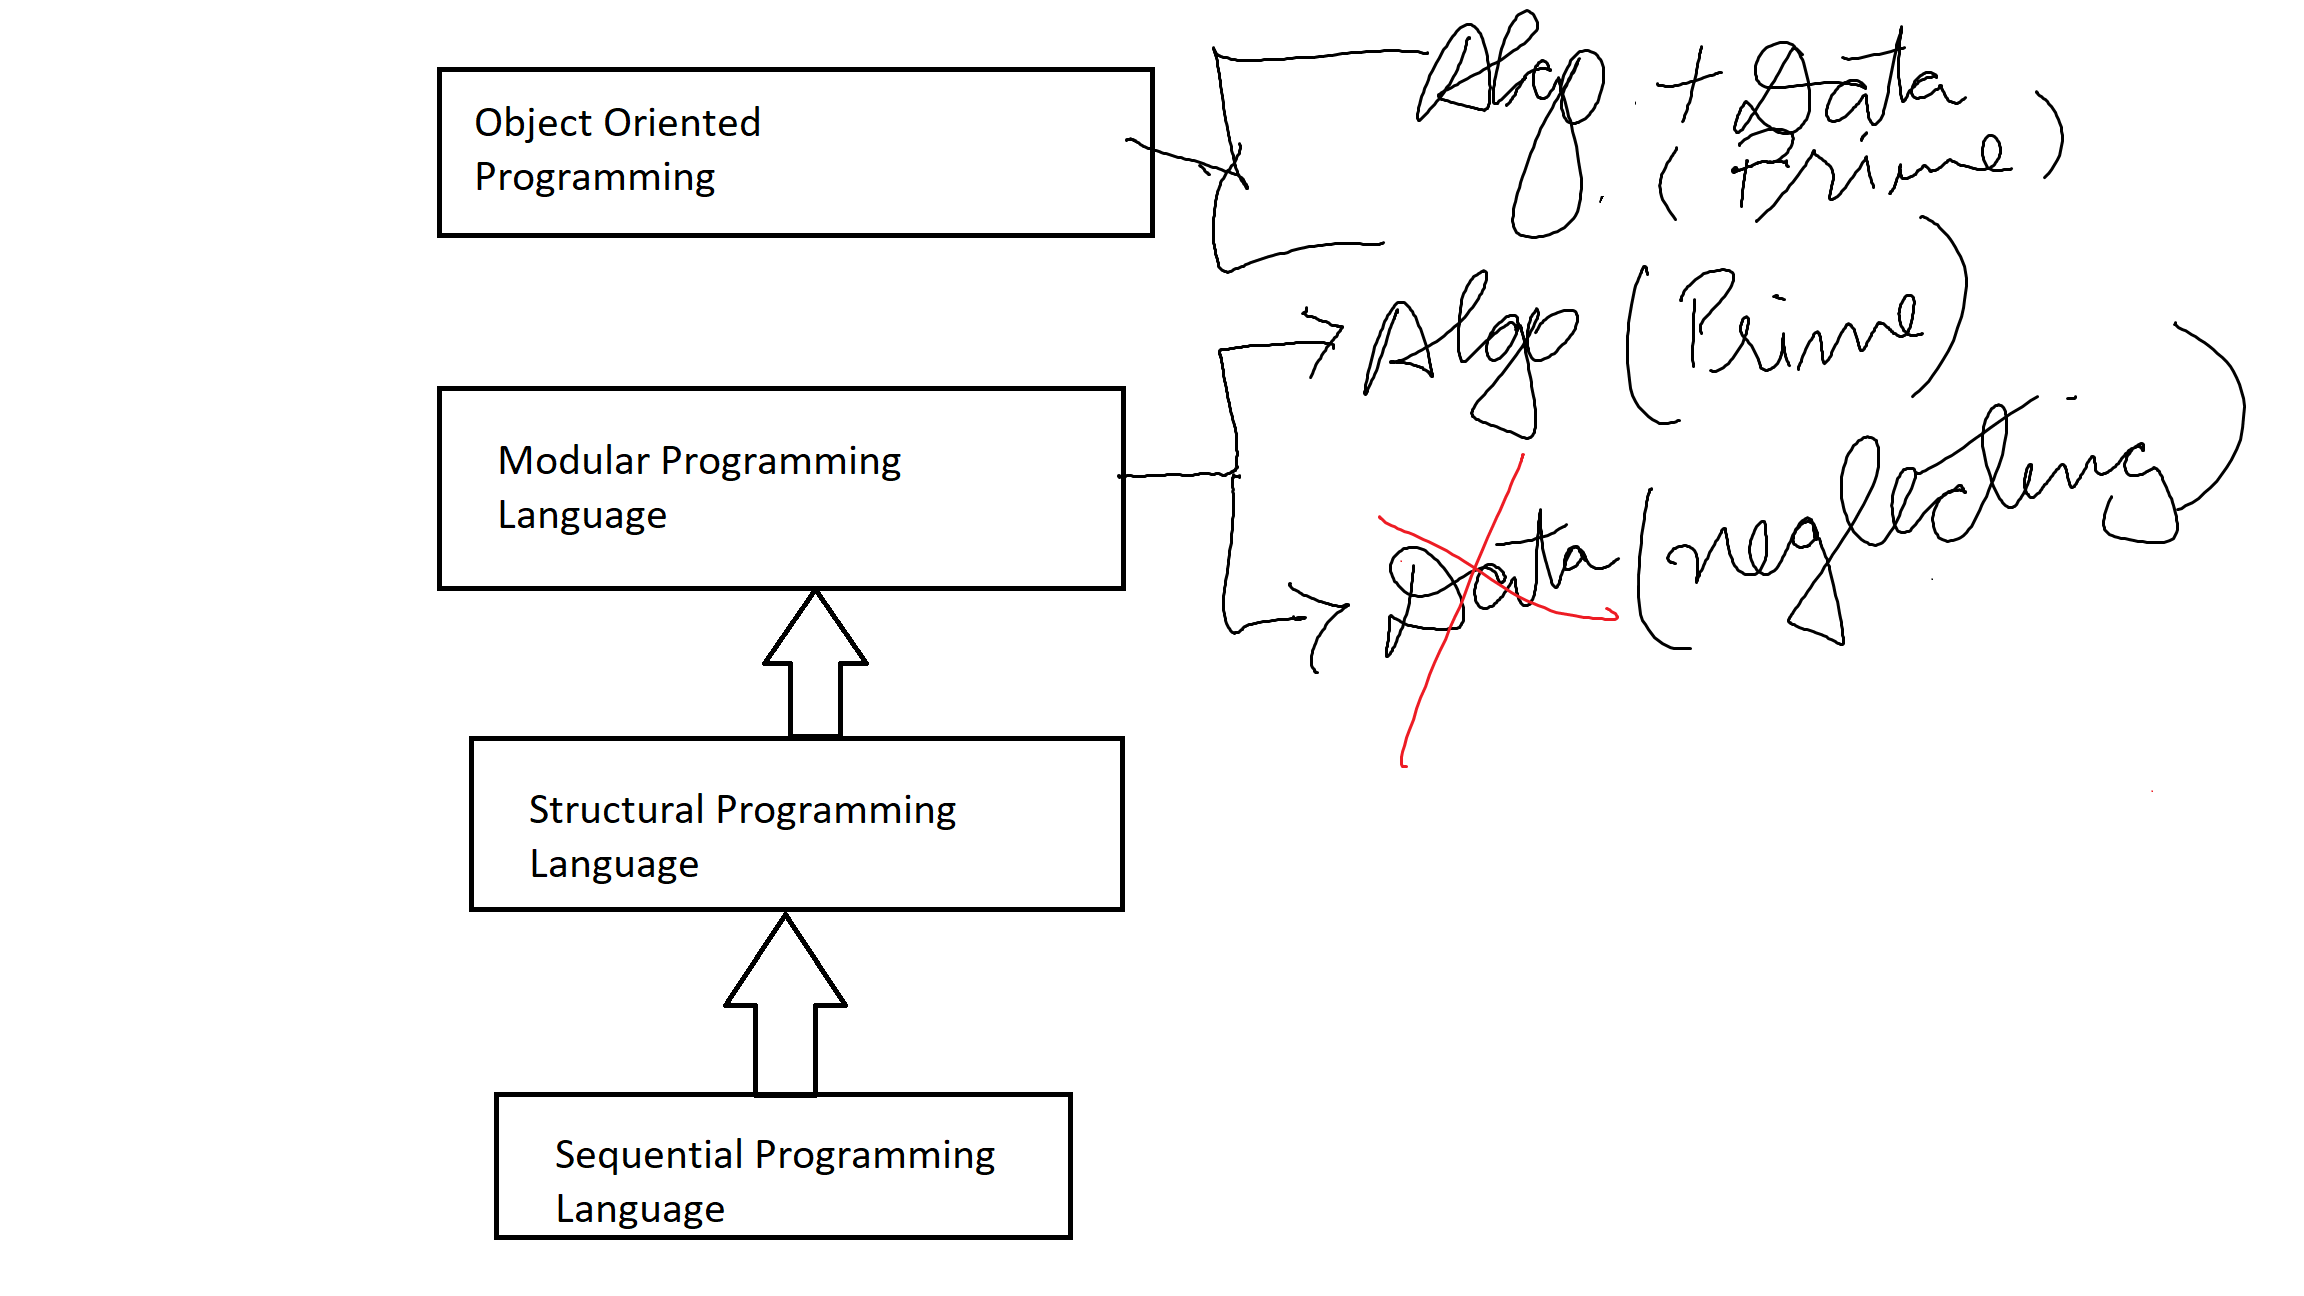 Object Oriented
Programming
Algo + Data
(Prime)
Algo (Prime)
Modular Programming
Language
Data (neglecting)
Structural Programming
Language
Sequential Programming
Language